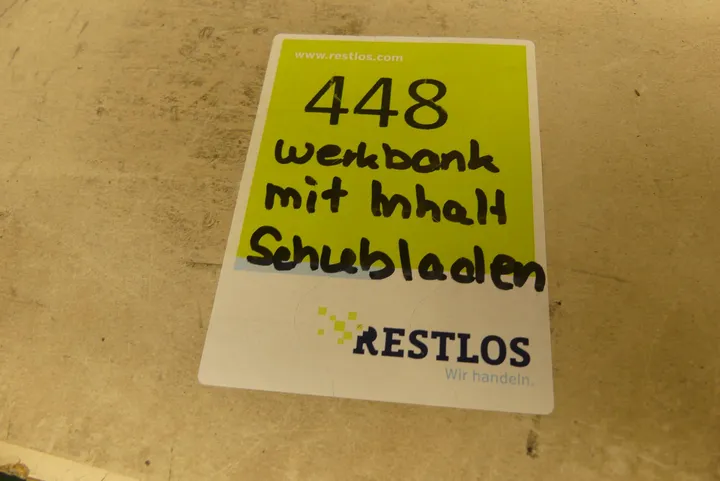 www.restlos.com
448
Werkbank
mit Inhalt
Schubladen
RESTLOS
Wir handeln.